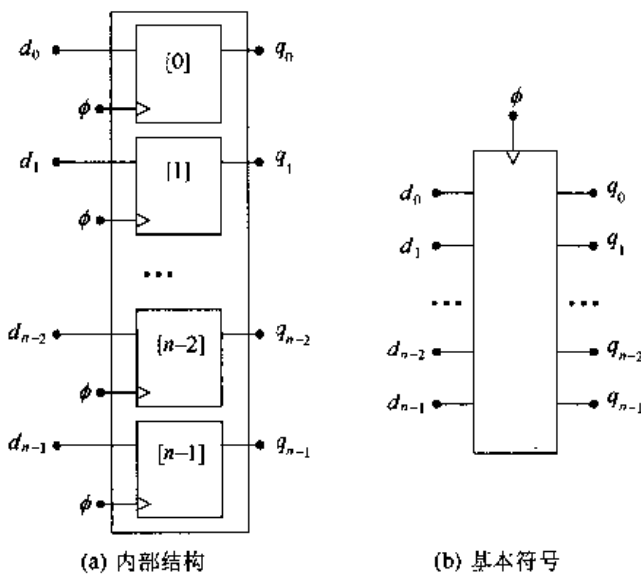 d₀ [0] q₀
ϕ
d₁ [1] q₁
ϕ
•••
dₙ₋₂ [n–2] qₙ₋₂
ϕ
dₙ₋₁ [n–1] qₙ₋₁
ϕ
(a) 内部结构
ϕ
d₀ q₀
d₁ q₁
••• •••
dₙ₋₂ qₙ₋₂
dₙ₋₁ qₙ₋₁
(b) 基本符号